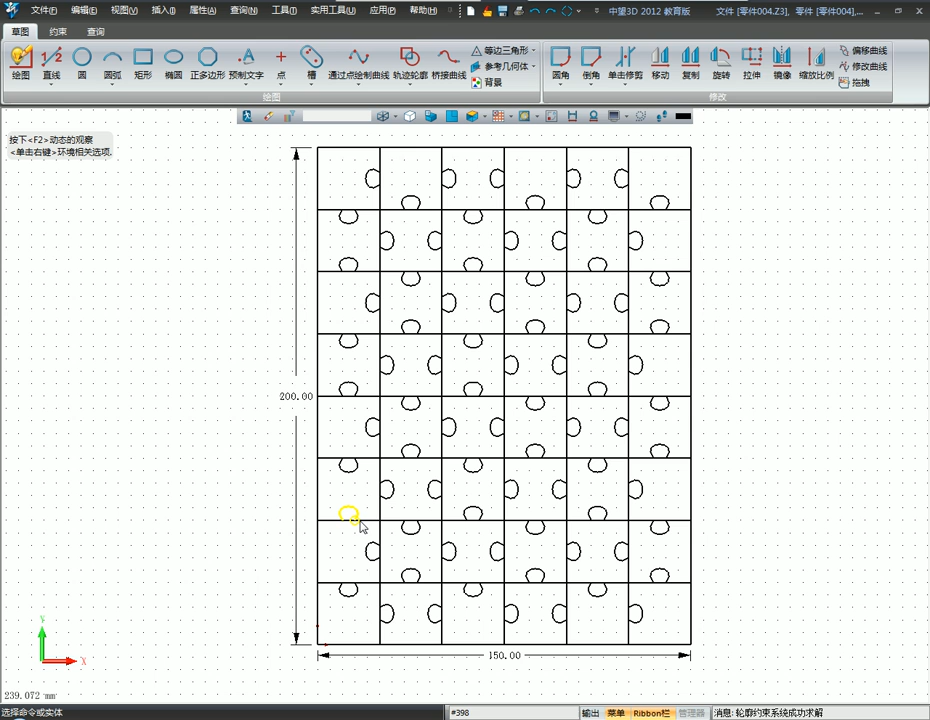 文件(F) 编辑(E) 视图(V) 插入(I) 属性(A) 查询(N) 工具(T) 实用工具(U) 应用(P) 帮助(H) 中望3D 2012 教育版 文件 [零件004.Z3], 零件 [零件004],...
草图 约束 查询
绘图 直线 圆 圆弧 矩形 椭圆 正多边形 预制文字 点 槽 通过点绘制曲线 轨迹轮廓 桥接曲线 等边三角形 参考几何体 背景 圆角 倒角 单击修剪 移动 复制 旋转 拉伸 镜像 缩放比例 偏移曲线 修改曲线 拖拽
绘图 修改
按下<F2>动态的观察
<单击右键>环境相关选项.
200.00
150.00
Y
X
239.072 mm
选择命令或实体 #398 输出 菜单 Ribbon栏 管理器 消息: 轮廓约束系统成功求解